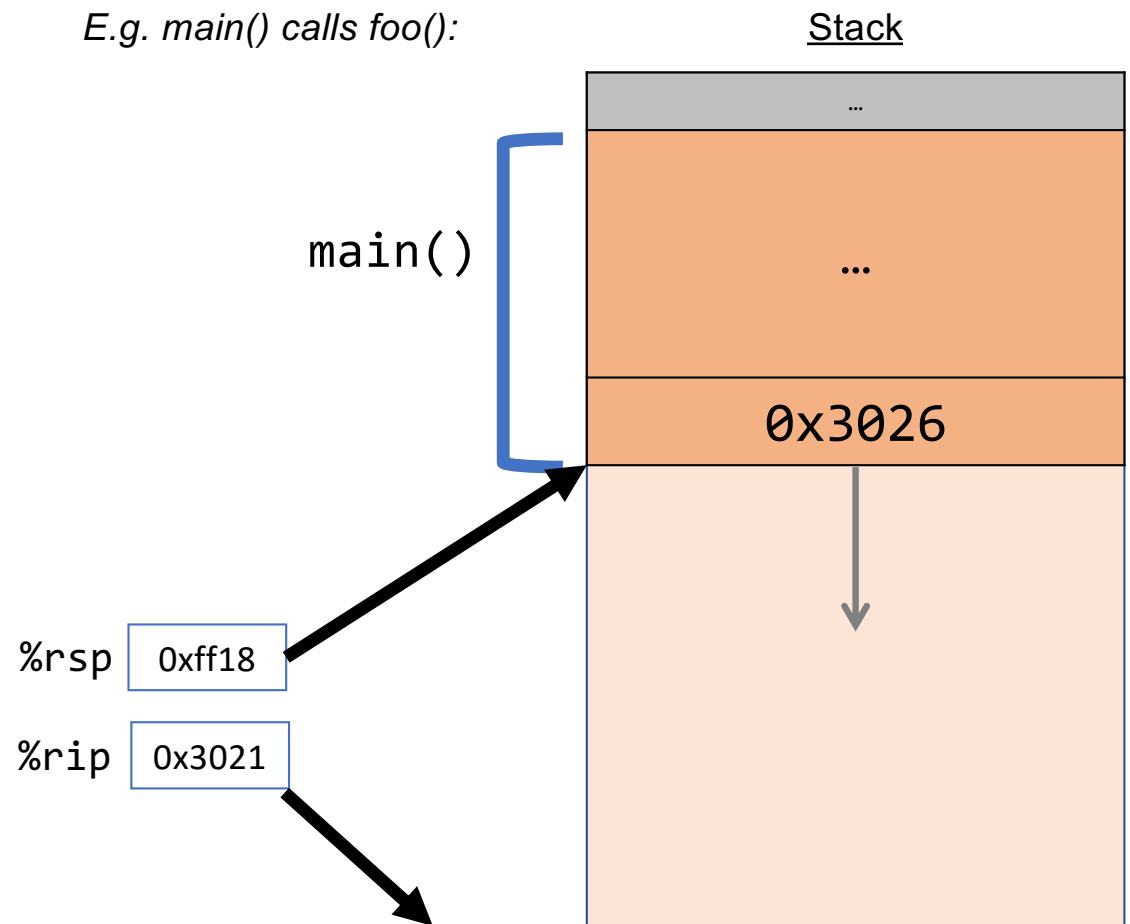 E.g. main() calls foo():
Stack
…
main()
…
0x3026
%rsp 0xff18
%rip 0x3021